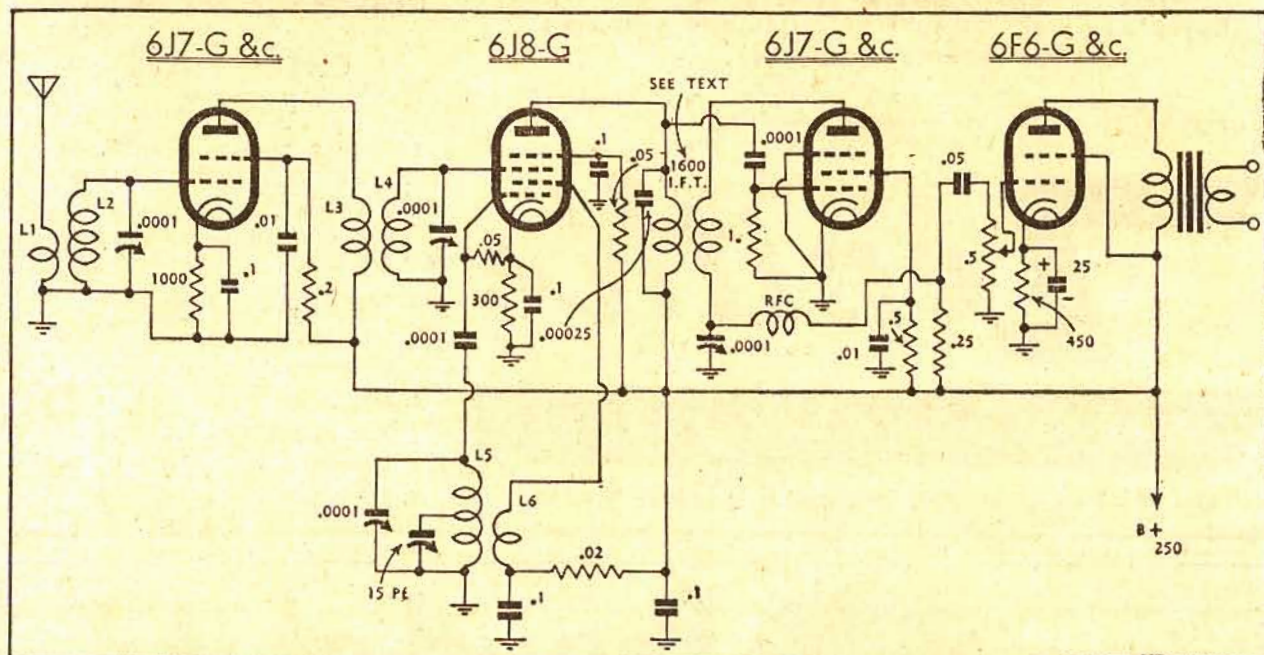 6J7-G &c.
6J8-G
6J7-G &c.
6F6-G &c.
SEE TEXT
.0001
.1
.05
1600
I.F.T.
.05
L1
L2
.0001
.01
L3
L4
.0001
1.
.5
+
25
-
1000
.1
.2
.05
300
.1
.00025
RFC
.0001
.0001
.01
.5
.25
450
L5
L6
.0001
.02
15 Pf
.1
.1
B+
250